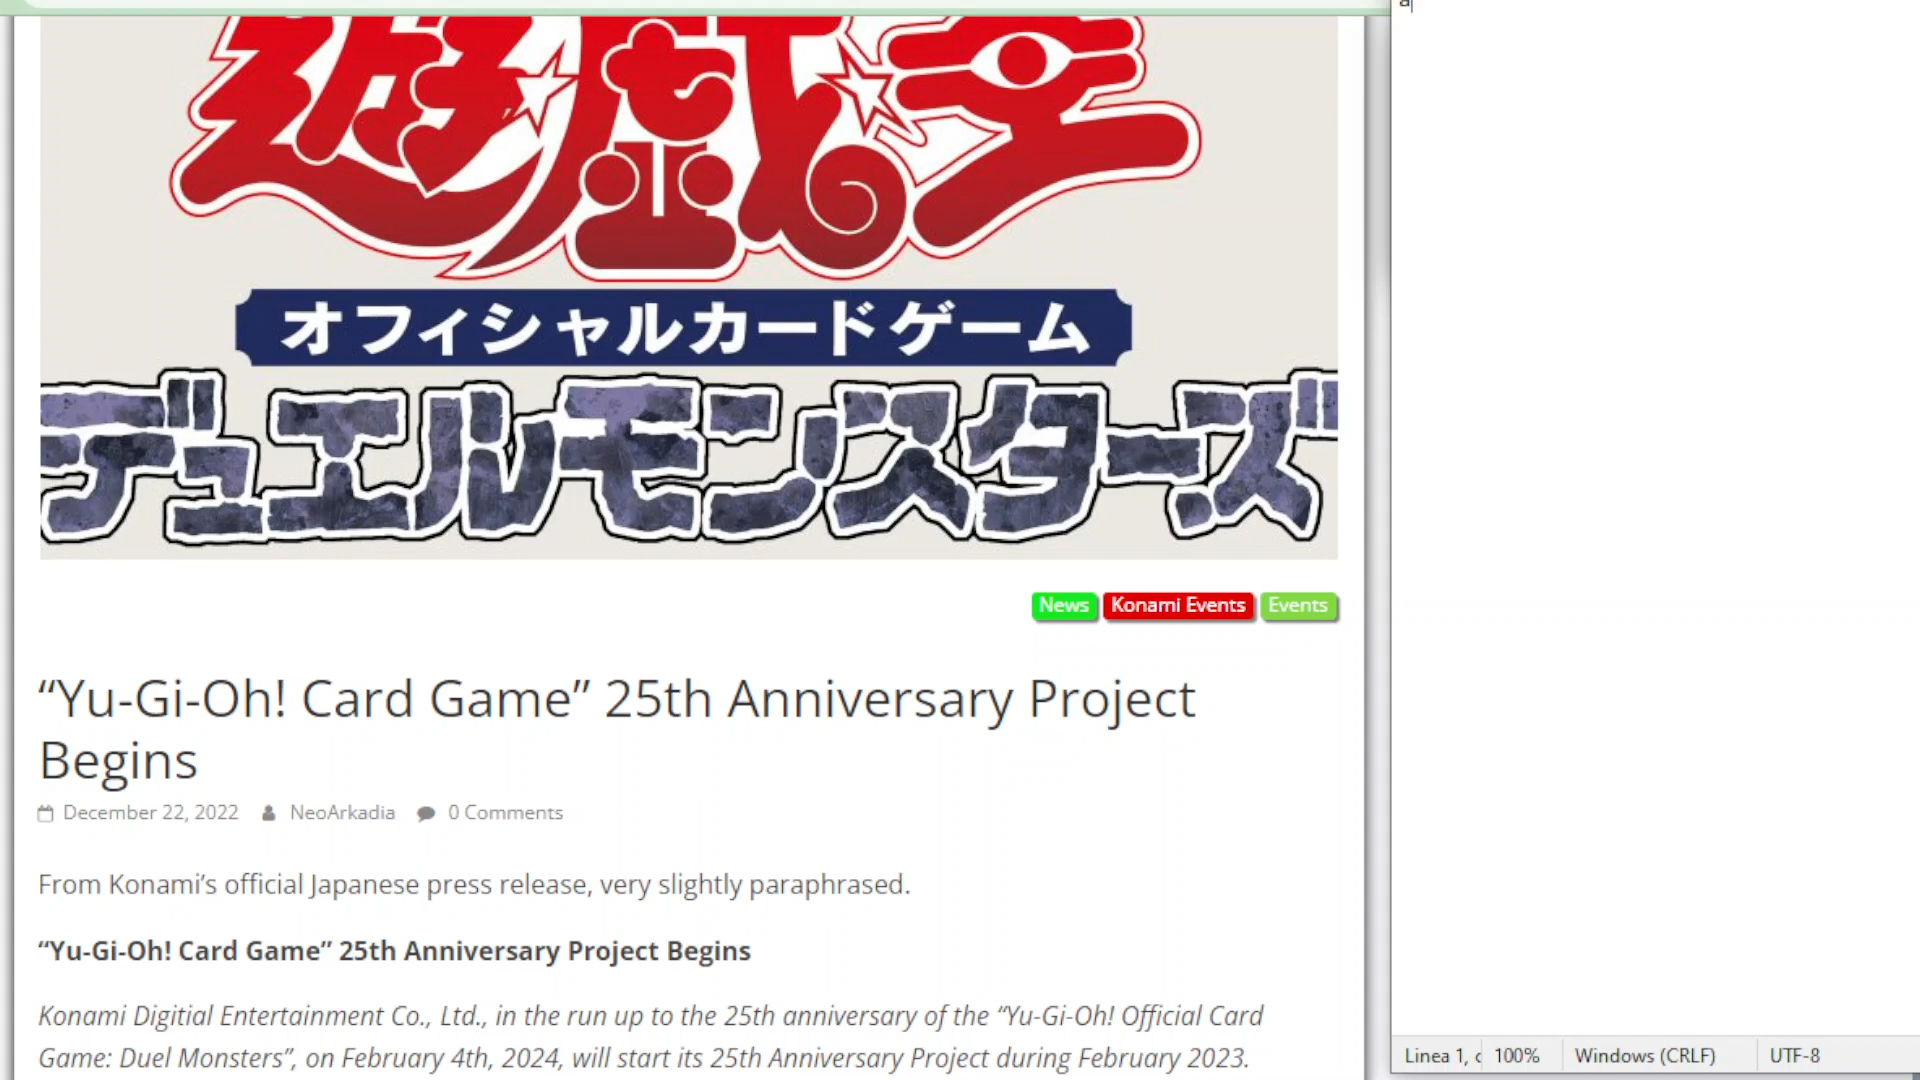 a
遊戯王
オフィシャルカードゲーム
デュエルモンスターズ
News Konami Events Events
“Yu-Gi-Oh! Card Game” 25th Anniversary Project
Begins
December 22, 2022 NeoArkadia 0 Comments
From Konami’s official Japanese press release, very slightly paraphrased.
“Yu-Gi-Oh! Card Game” 25th Anniversary Project Begins
Konami Digitial Entertainment Co., Ltd., in the run up to the 25th anniversary of the “Yu-Gi-Oh! Official Card
Game: Duel Monsters”, on February 4th, 2024, will start its 25th Anniversary Project during February 2023.
Linea 1, c 100% Windows (CRLF) UTF-8